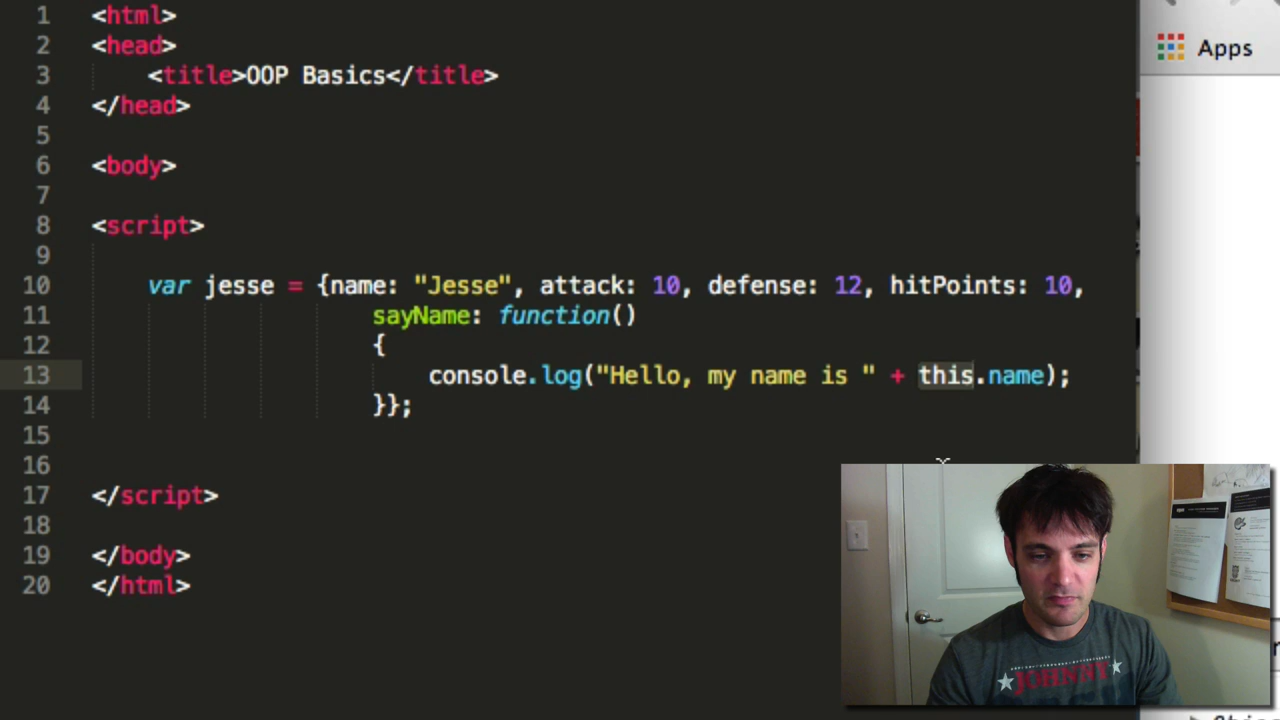 1 <html>
2 <head>
3 <title>OOP Basics</title>
4 </head>
5
6 <body>
7
8 <script>
9
10 var jesse = {name: "Jesse", attack: 10, defense: 12, hitPoints: 10,
11 sayName: function()
12 {
13 console.log("Hello, my name is " + this.name);
14 }};
15
16
17 </script>
18
19 </body>
20 </html>
Apps
JOHNNY